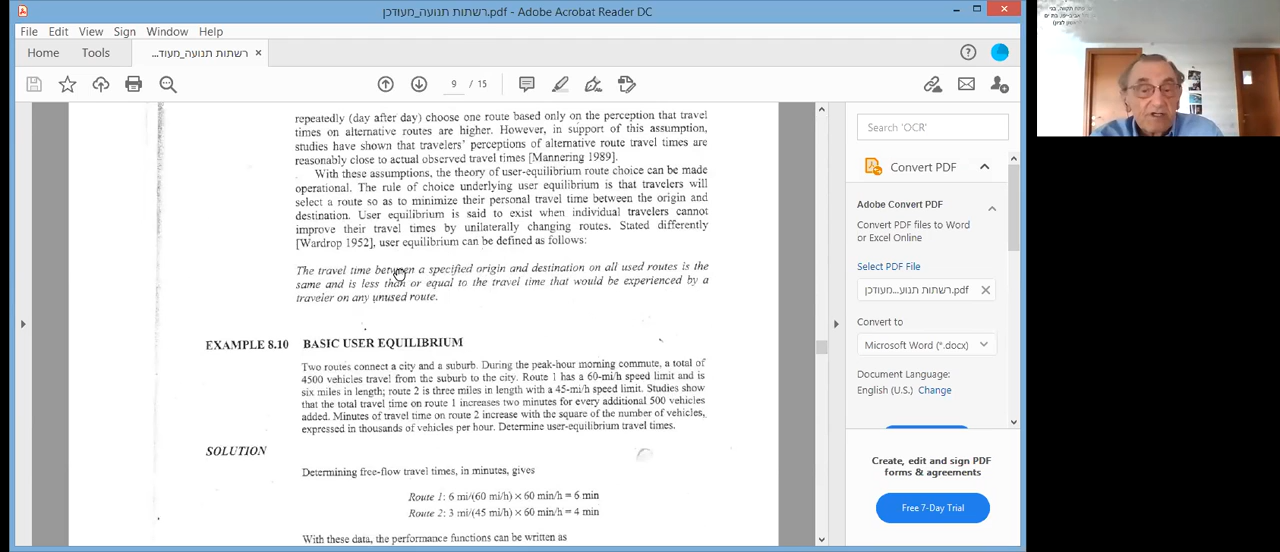 רשתות תנועה_מעודכן.pdf - Adobe Acrobat Reader DC
File Edit View Sign Window Help
Home Tools רשתות תנועה_מעוד... ×
9 / 15
repeatedly (day after day) choose one route based only on the perception that travel
times on alternative routes are higher. However, in support of this assumption,
studies have shown that travelers' perceptions of alternative route travel times are
reasonably close to actual observed travel times [Mannering 1989].
With these assumptions, the theory of user-equilibrium route choice can be made
operational. The rule of choice underlying user equilibrium is that travelers will
select a route so as to minimize their personal travel time between the origin and
destination. User equilibrium is said to exist when individual travelers cannot
improve their travel times by unilaterally changing routes. Stated differently
[Wardrop 1952], user equilibrium can be defined as follows:
The travel time between a specified origin and destination on all used routes is the
same and is less than or equal to the travel time that would be experienced by a
traveler on any unused route.
EXAMPLE 8.10 BASIC USER EQUILIBRIUM
Two routes connect a city and a suburb. During the peak-hour morning commute, a total of
4500 vehicles travel from the suburb to the city. Route 1 has a 60-mi/h speed limit and is
six miles in length; route 2 is three miles in length with a 45-mi/h speed limit. Studies show
that the total travel time on route 1 increases two minutes for every additional 500 vehicles
added. Minutes of travel time on route 2 increase with the square of the number of vehicles,
expressed in thousands of vehicles per hour. Determine user-equilibrium travel times.
SOLUTION
Determining free-flow travel times, in minutes, gives
Route 1: 6 mi/(60 mi/h) × 60 min/h = 6 min
Route 2: 3 mi/(45 mi/h) × 60 min/h = 4 min
With these data, the performance functions can be written as
Search 'OCR'
Convert PDF
Adobe Convert PDF
Convert PDF files to Word
or Excel Online
Select PDF File
רשתות תנוע...מעודכן.pdf
Convert to
Microsoft Word (*.docx)
Document Language:
English (U.S.) Change
Create, edit and sign PDF
forms & agreements
Free 7-Day Trial